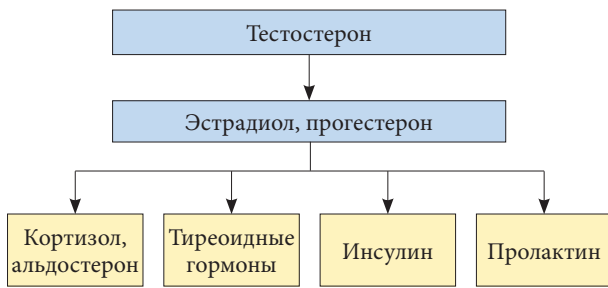 Тестостерон
Эстрадиол, прогестерон
Кортизол,
альдостерон
Тиреоидные
гормоны
Инсулин
Пролактин